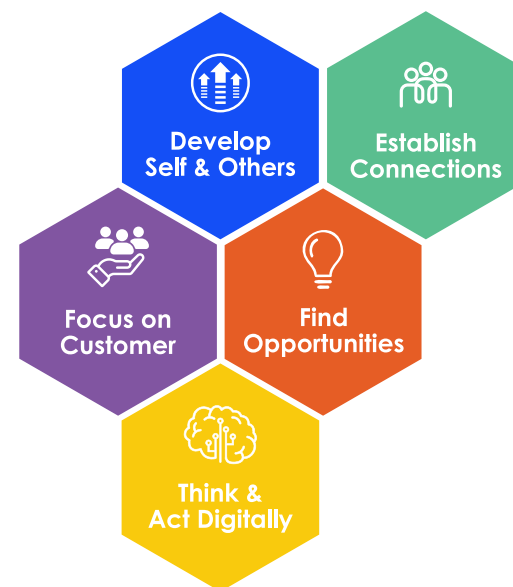 Develop
Self & Others
Establish
Connections
Focus on
Customer
Find
Opportunities
Think &
Act Digitally